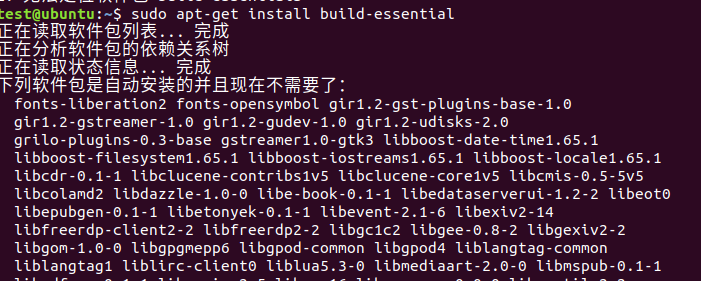 test@ubuntu:~$ sudo apt-get install build-essential
正在读取软件包列表... 完成
正在分析软件包的依赖关系树
正在读取状态信息... 完成
下列软件包是自动安装的并且现在不需要了:
fonts-liberation2 fonts-opensymbol gir1.2-gst-plugins-base-1.0
gir1.2-gstreamer-1.0 gir1.2-gudev-1.0 gir1.2-udisks-2.0
grilo-plugins-0.3-base gstreamer1.0-gtk3 libboost-date-time1.65.1
libboost-filesystem1.65.1 libboost-iostreams1.65.1 libboost-locale1.65.1
libcdr-0.1-1 libclucene-contribs1v5 libclucene-core1v5 libcmis-0.5-5v5
libcolamd2 libdazzle-1.0-0 libe-book-0.1-1 libedataserverui-1.2-2 libeot0
libepubgen-0.1-1 libetonyek-0.1-1 libevent-2.1-6 libexiv2-14
libfreerdp-client2-2 libfreerdp2-2 libgc1c2 libgee-0.8-2 libgexiv2-2
libgom-1.0-0 libgpgmepp6 libgpod-common libgpod4 liblangtag-common
liblangtag1 liblirc-client0 liblua5.3-0 libmediaart-2.0-0 libmspub-0.1-1